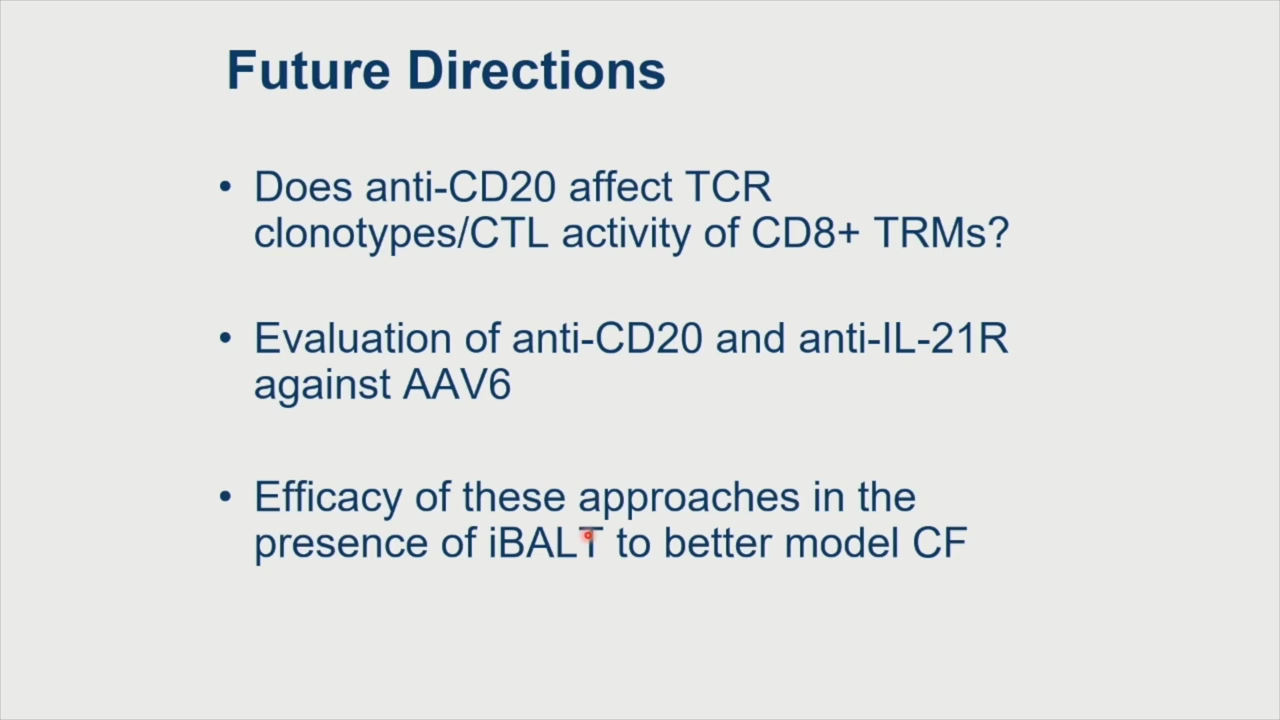 Future Directions
• Does anti-CD20 affect TCR
clonotypes/CTL activity of CD8+ TRMs?
• Evaluation of anti-CD20 and anti-IL-21R
against AAV6
• Efficacy of these approaches in the
presence of iBALT to better model CF